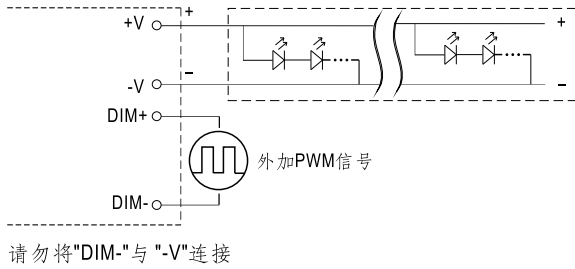 +V
+
+
-V
–
–
DIM+
外加PWM信号
DIM-
请勿将"DIM-"与 "-V"连接